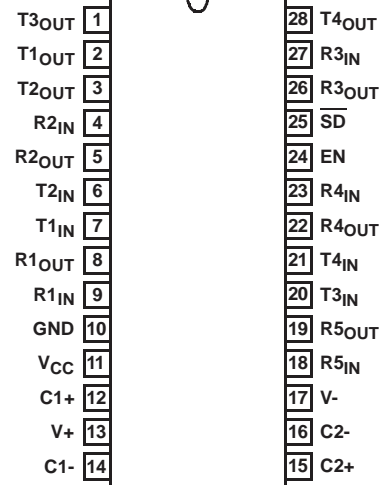 T3OUT 1 28 T4OUT
T1OUT 2 27 R3IN
T2OUT 3 26 R3OUT
R2IN 4 25 S̅D̅
R2OUT 5 24 EN
T2IN 6 23 R4IN
T1IN 7 22 R4OUT
R1OUT 8 21 T4IN
R1IN 9 20 T3IN
GND 10 19 R5OUT
VCC 11 18 R5IN
C1+ 12 17 V-
V+ 13 16 C2-
C1- 14 15 C2+